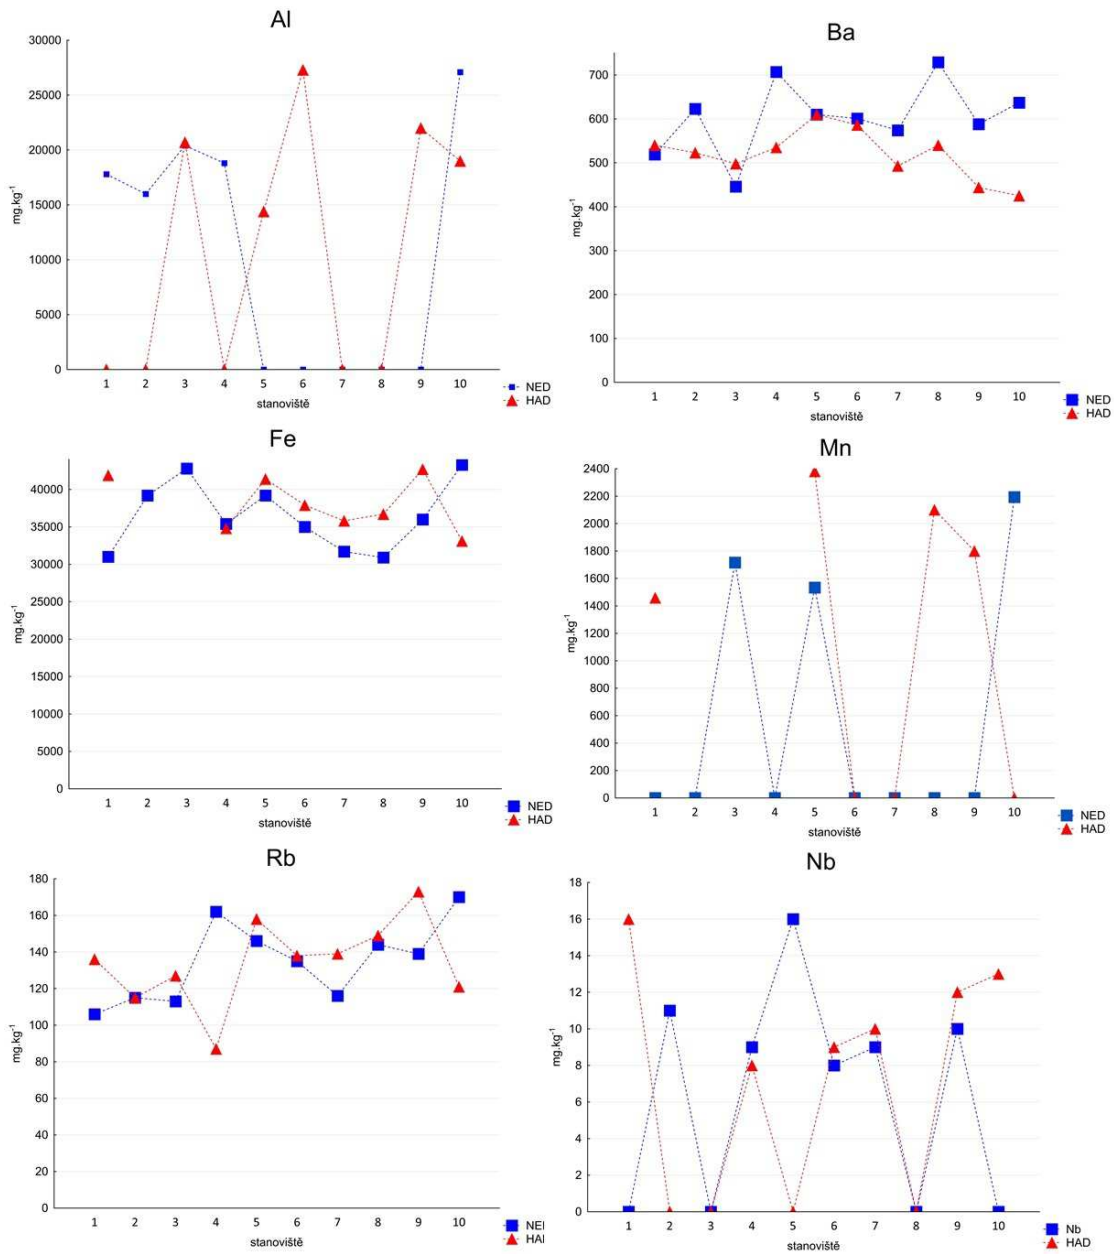 Al
30000
25000
20000
15000
10000
5000
0
mg.kg-1
1 2 3 4 5 6 7 8 9 10
stanoviště
NED
HAD
Ba
700
600
500
400
300
200
100
0
mg.kg-1
1 2 3 4 5 6 7 8 9 10
stanoviště
NED
HAD
Fe
40000
35000
30000
25000
20000
15000
10000
5000
0
mg.kg-1
1 2 3 4 5 6 7 8 9 10
stanoviště
NED
HAD
Mn
2400
2200
2000
1800
1600
1400
1200
1000
800
600
400
200
0
mg.kg-1
1 2 3 4 5 6 7 8 9 10
stanoviště
NED
HAD
Rb
180
160
140
120
100
80
60
40
20
0
mg.kg-1
1 2 3 4 5 6 7 8 9 10
stanoviště
NEI
HAI
Nb
18
16
14
12
10
8
6
4
2
0
mg.kg-1
1 2 3 4 5 6 7 8 9 10
stanoviště
Nb
HAD